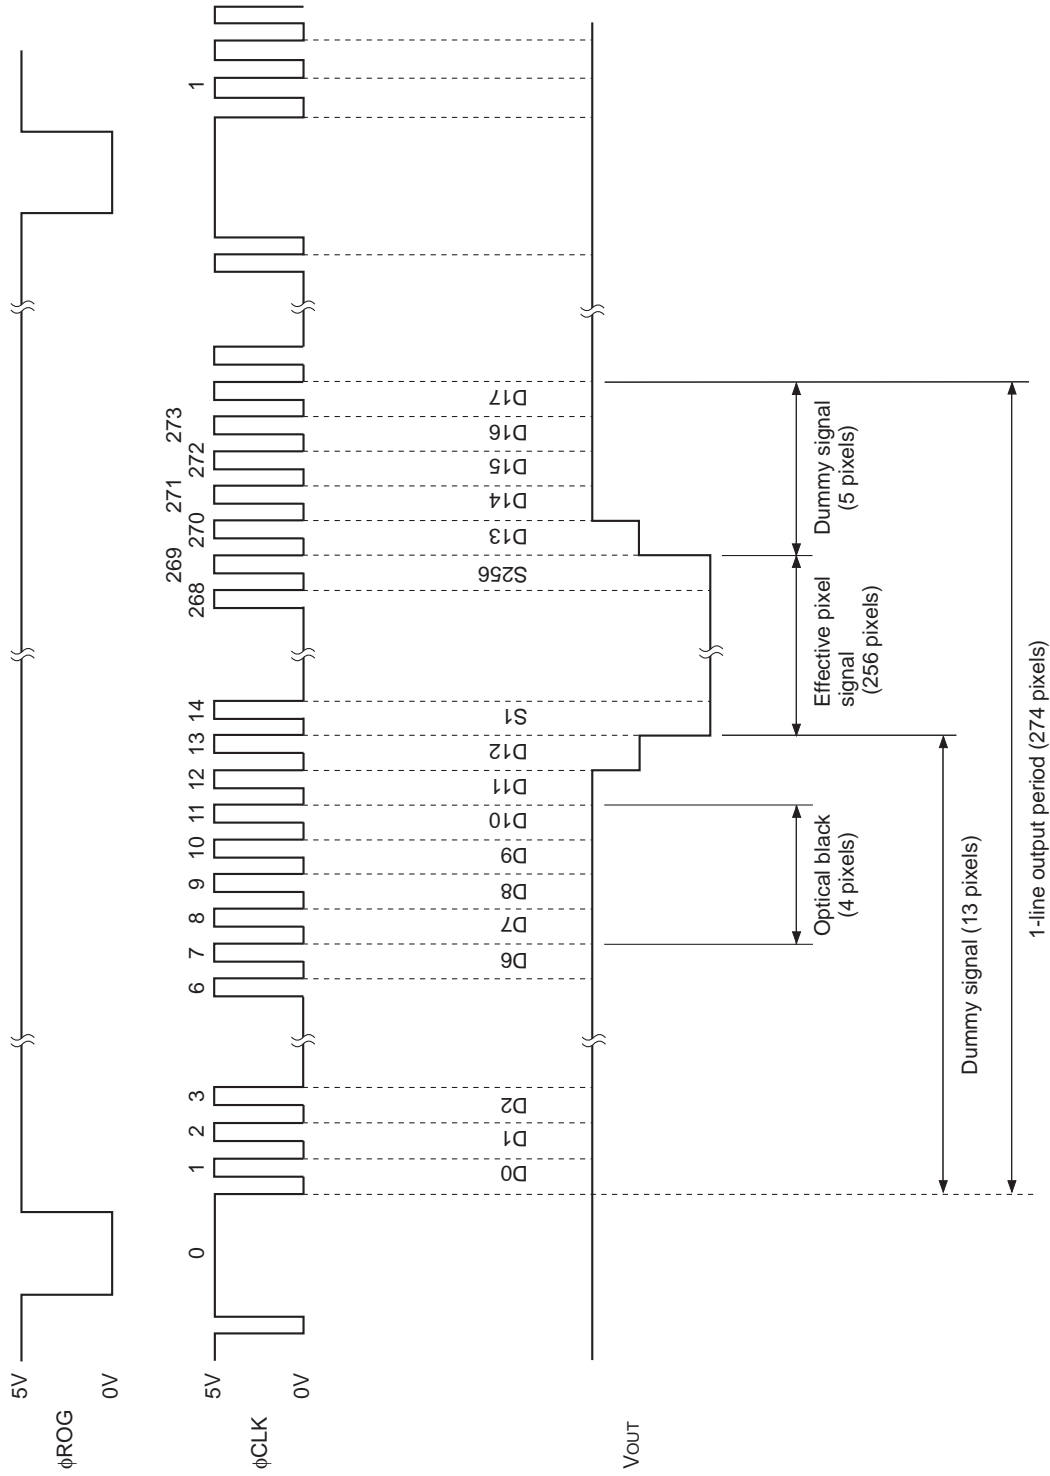 φROG
5V
0V
φCLK
5V
0V
0
1
2
3
6
7
8
9
10
11
12
13
14
268
269
270
271
272
273
1
VOUT
D0
D1
D2
D6
D7
D8
D9
D10
D11
D12
S1
S256
D13
D14
D15
D16
D17
Optical black
(4 pixels)
Effective pixel
signal
(256 pixels)
Dummy signal
(5 pixels)
Dummy signal (13 pixels)
1-line output period (274 pixels)